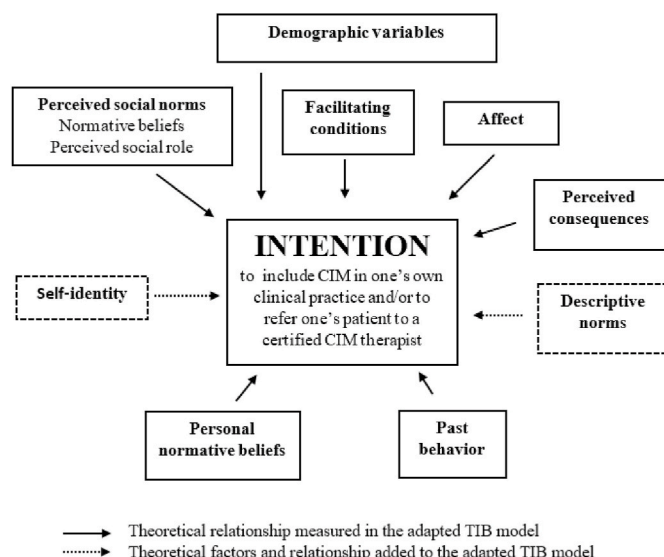 Demographic variables
Perceived social norms
Normative beliefs
Perceived social role
Facilitating
conditions
Affect
Perceived
consequences
INTENTION
to include CIM in one's own
clinical practice and/or to
refer one's patient to a
certified CIM therapist
Self-identity
Descriptive
norms
Personal
normative beliefs
Past
behavior
Theoretical relationship measured in the adapted TIB model
Theoretical factors and relationship added to the adapted TIB model